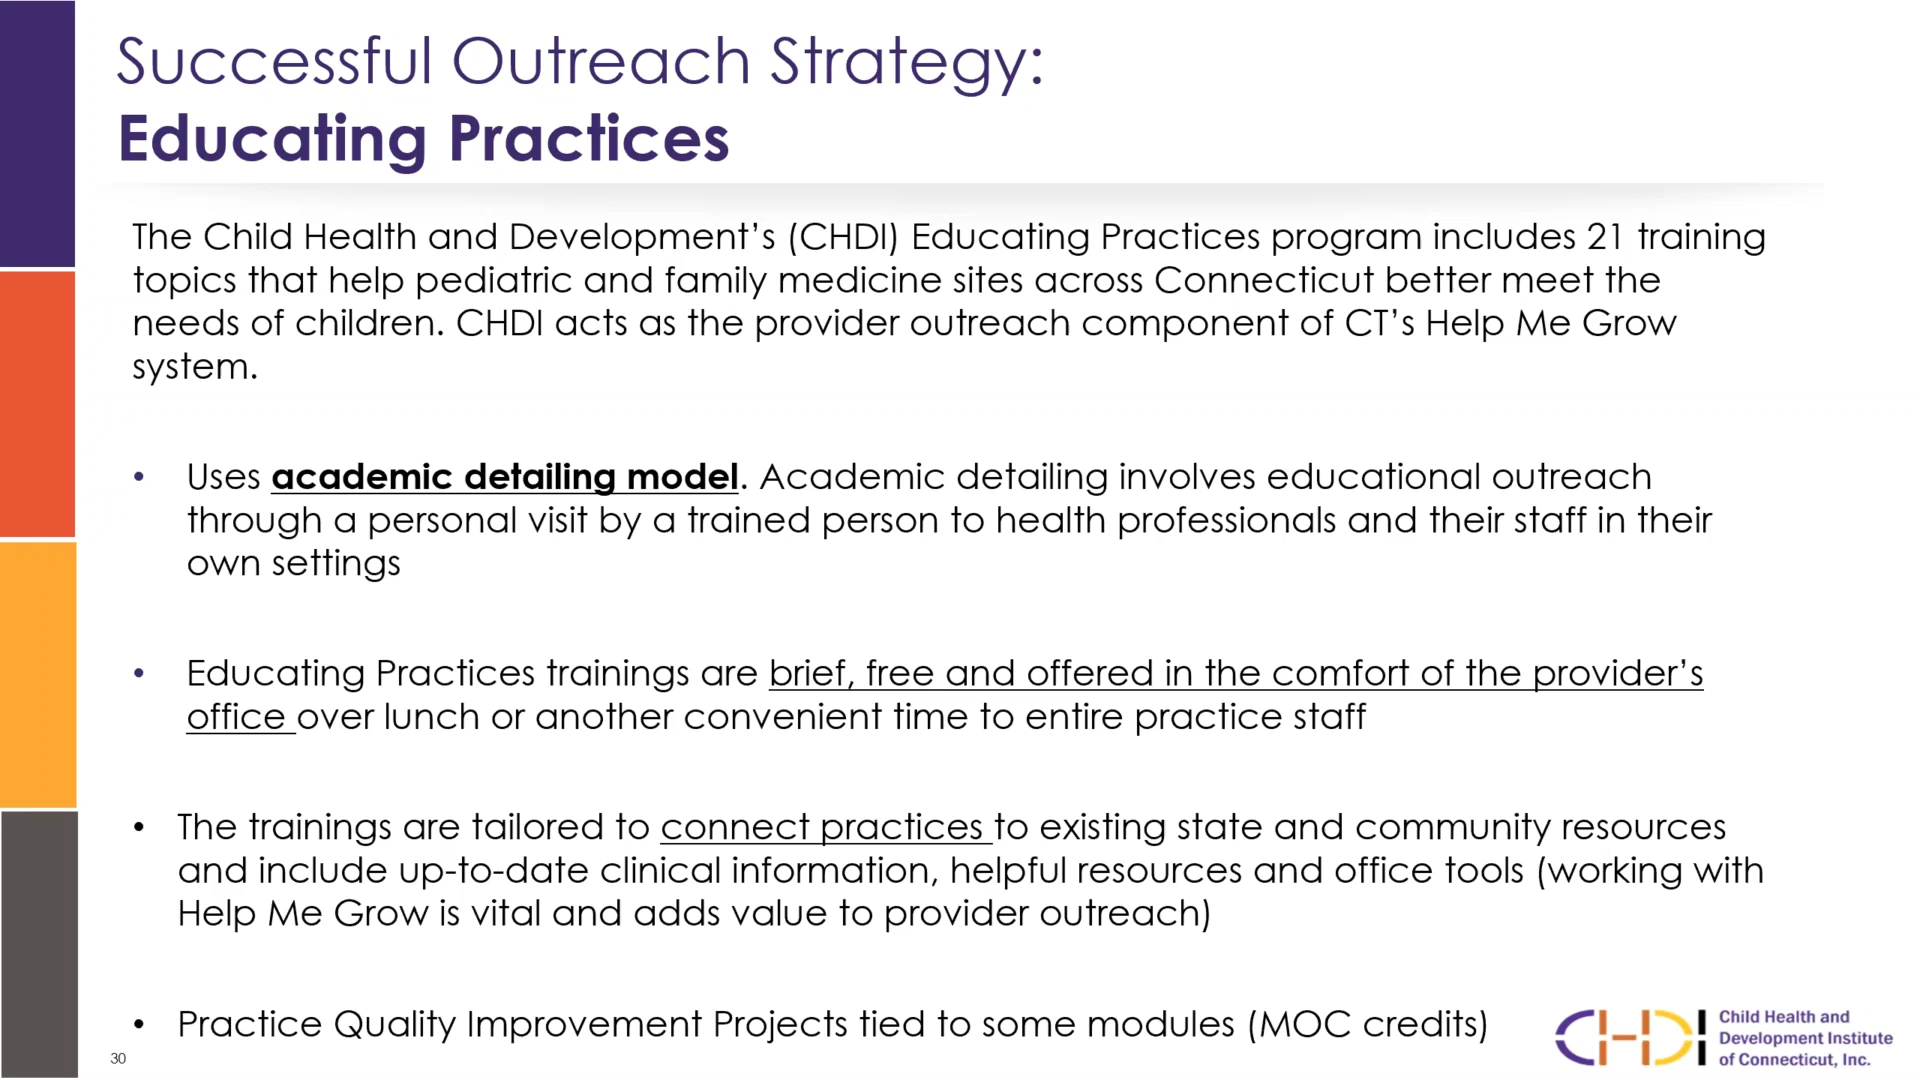 Successful Outreach Strategy:
Educating Practices
The Child Health and Development’s (CHDI) Educating Practices program includes 21 training
topics that help pediatric and family medicine sites across Connecticut better meet the
needs of children. CHDI acts as the provider outreach component of CT’s Help Me Grow
system.
• Uses academic detailing model. Academic detailing involves educational outreach
through a personal visit by a trained person to health professionals and their staff in their
own settings
• Educating Practices trainings are brief, free and offered in the comfort of the provider’s
office over lunch or another convenient time to entire practice staff
• The trainings are tailored to connect practices to existing state and community resources
and include up-to-date clinical information, helpful resources and office tools (working with
Help Me Grow is vital and adds value to provider outreach)
• Practice Quality Improvement Projects tied to some modules (MOC credits)
30
CHDI
Child Health and
Development Institute
of Connecticut, Inc.